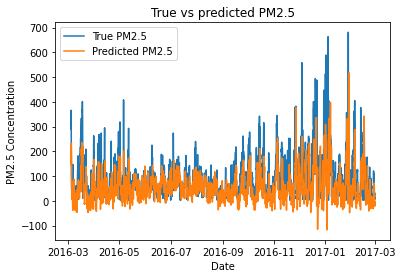 True vs predicted PM2.5
True PM2.5
Predicted PM2.5
PM2.5 Concentration
700
600
500
400
300
200
100
0
−100
2016-03 2016-05 2016-07 2016-09 2016-11 2017-01 2017-03
Date